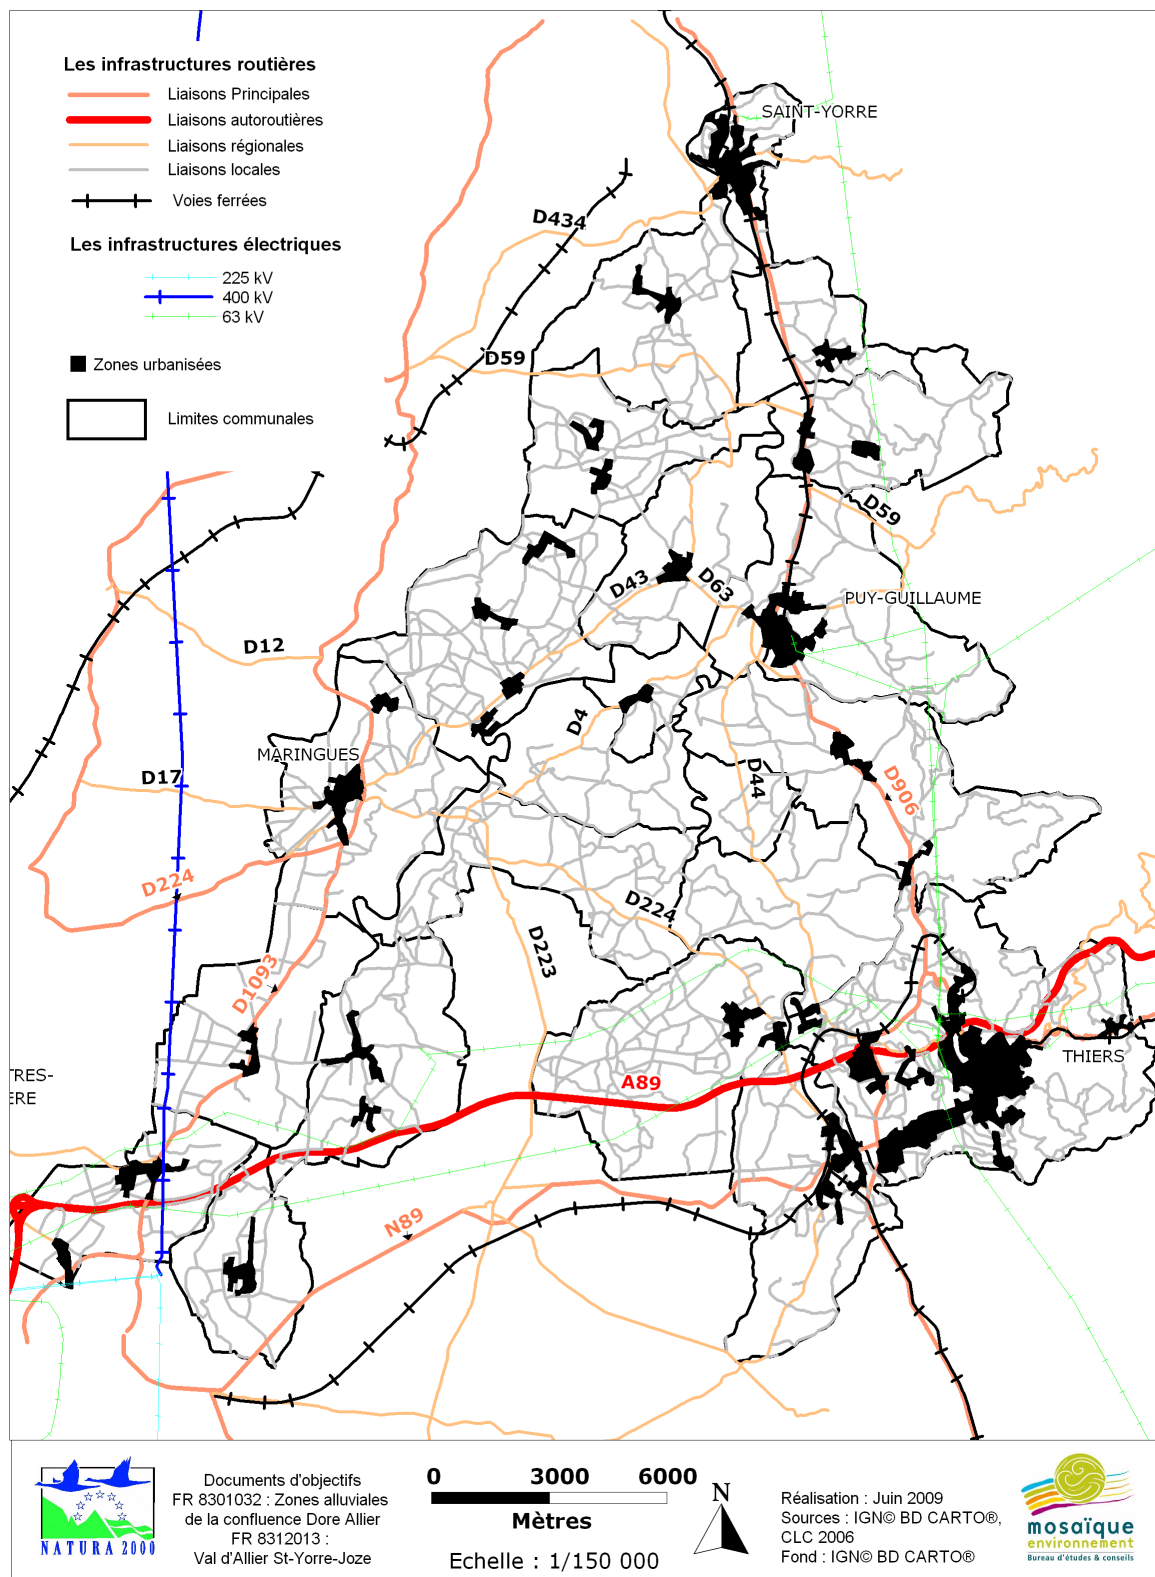 Les infrastructures routières
Liaisons Principales
Liaisons autoroutières
Liaisons régionales
Liaisons locales
Voies ferrées
Les infrastructures électriques
225 kV
400 kV
63 kV
Zones urbanisées
Limites communales
SAINT-YORRE
D434
D59
D59
D43
D63
PUY-GUILLAUME
D12
D4
MARINGUES
D17
D44
D906
D224
D224
D223
D1093
A89
THIERS
TRES-
ERE
N89
NATURA 2000
Documents d'objectifs
FR 8301032 : Zones alluviales
de la confluence Dore Allier
FR 8312013 :
Val d'Allier St-Yorre-Joze
0 3000 6000
Mètres
Echelle : 1/150 000
N
Réalisation : Juin 2009
Sources : IGN© BD CARTO®,
CLC 2006
Fond : IGN© BD CARTO®
mosaïque
environnement
Bureau d'études & conseils